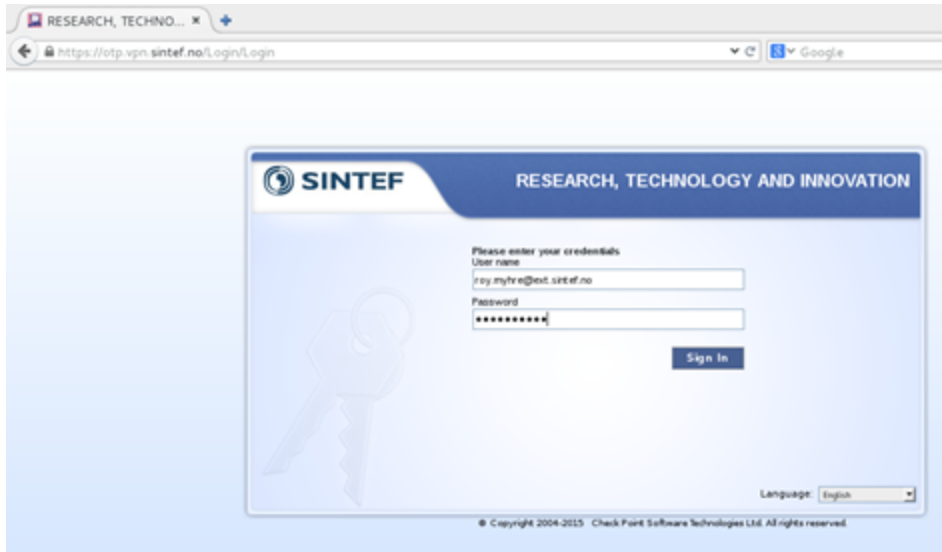 RESEARCH, TECHNO...
https://otp.vpn.sintef.no/Login/Login
Google
SINTEF
RESEARCH, TECHNOLOGY AND INNOVATION
Please enter your credentials
User name
roy.myhre@ext.sintef.no
Password
Sign In
Language: English
© Copyright 2004-2015 Check Point Software Technologies Ltd. All rights reserved.